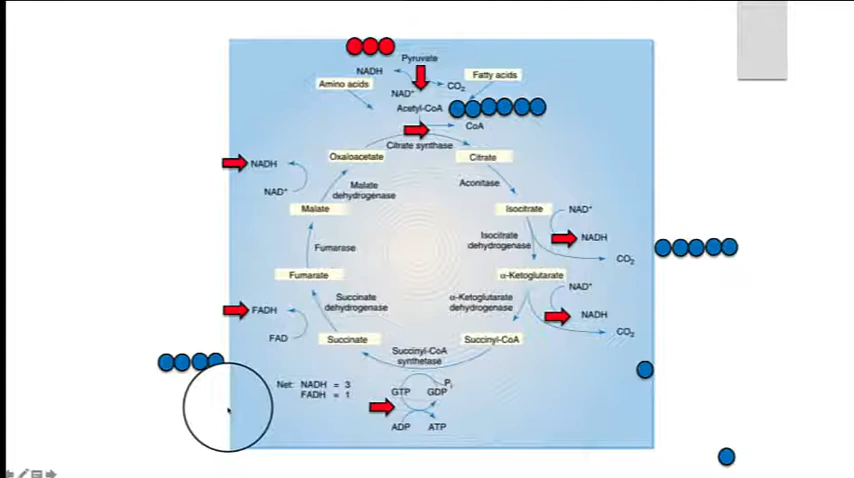 Pyruvate
NADH
Fatty acids
Amino acids
CO2
NAD+
Acetyl-CoA
CoA
Citrate synthase
Oxaloacetate
Citrate
NADH
Aconitase
NAD+
Malate
dehydrogenase
Malate
Isocitrate
NAD+
Isocitrate
dehydrogenase
NADH
Fumarase
CO2
Fumarate
α-Ketoglutarate
NAD+
Succinate
dehydrogenase
α-Ketoglutarate
dehydrogenase
FADH
NADH
CO2
FAD
Succinate
Succinyl-CoA
Succinyl-CoA
synthetase
Net: NADH = 3
FADH = 1
Pi
GTP
GDP
ADP
ATP